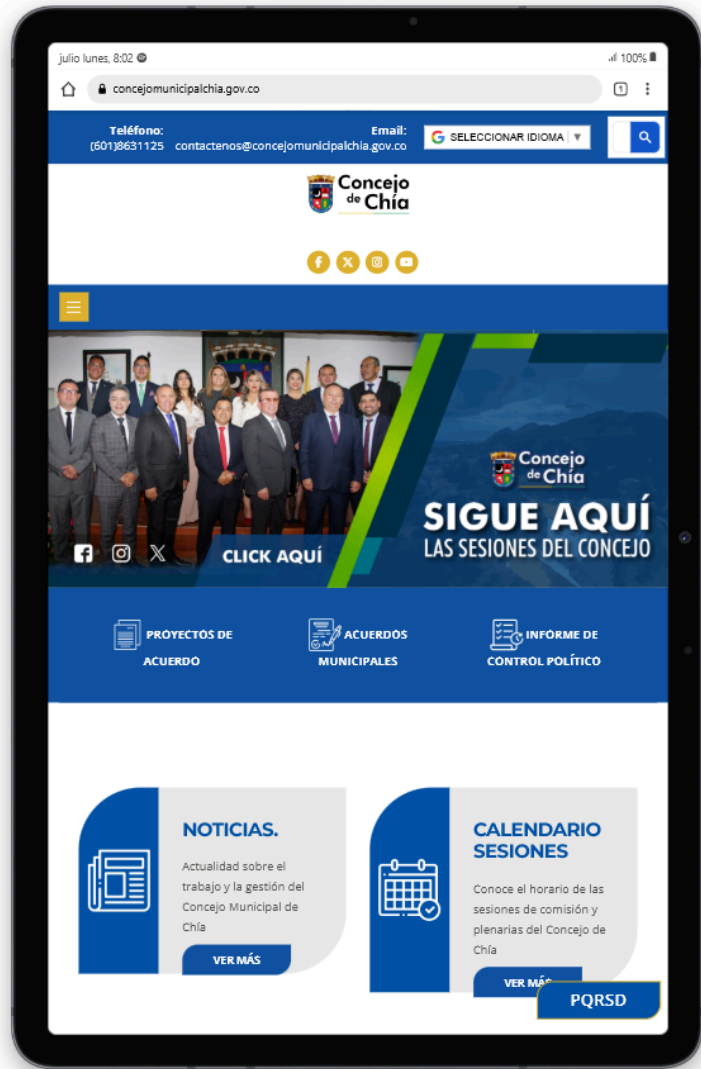 julio lunes, 8:02
100%
concejomunicipalchia.gov.co
1
Teléfono:
(601)8631125
Email:
contactenos@concejomunicipalchia.gov.co
G SELECCIONAR IDIOMA ▼
Concejo
de Chía
CLICK AQUÍ
Concejo
de Chía
SIGUE AQUÍ
LAS SESIONES DEL CONCEJO
PROYECTOS DE
ACUERDO
ACUERDOS
MUNICIPALES
INFORME DE
CONTROL POLÍTICO
NOTICIAS.
Actualidad sobre el
trabajo y la gestión del
Concejo Municipal de
Chía
VER MÁS
CALENDARIO
SESIONES
Conoce el horario de las
sesiones de comisión y
plenarias del Concejo de
Chía
VER MÁS
PQRSD